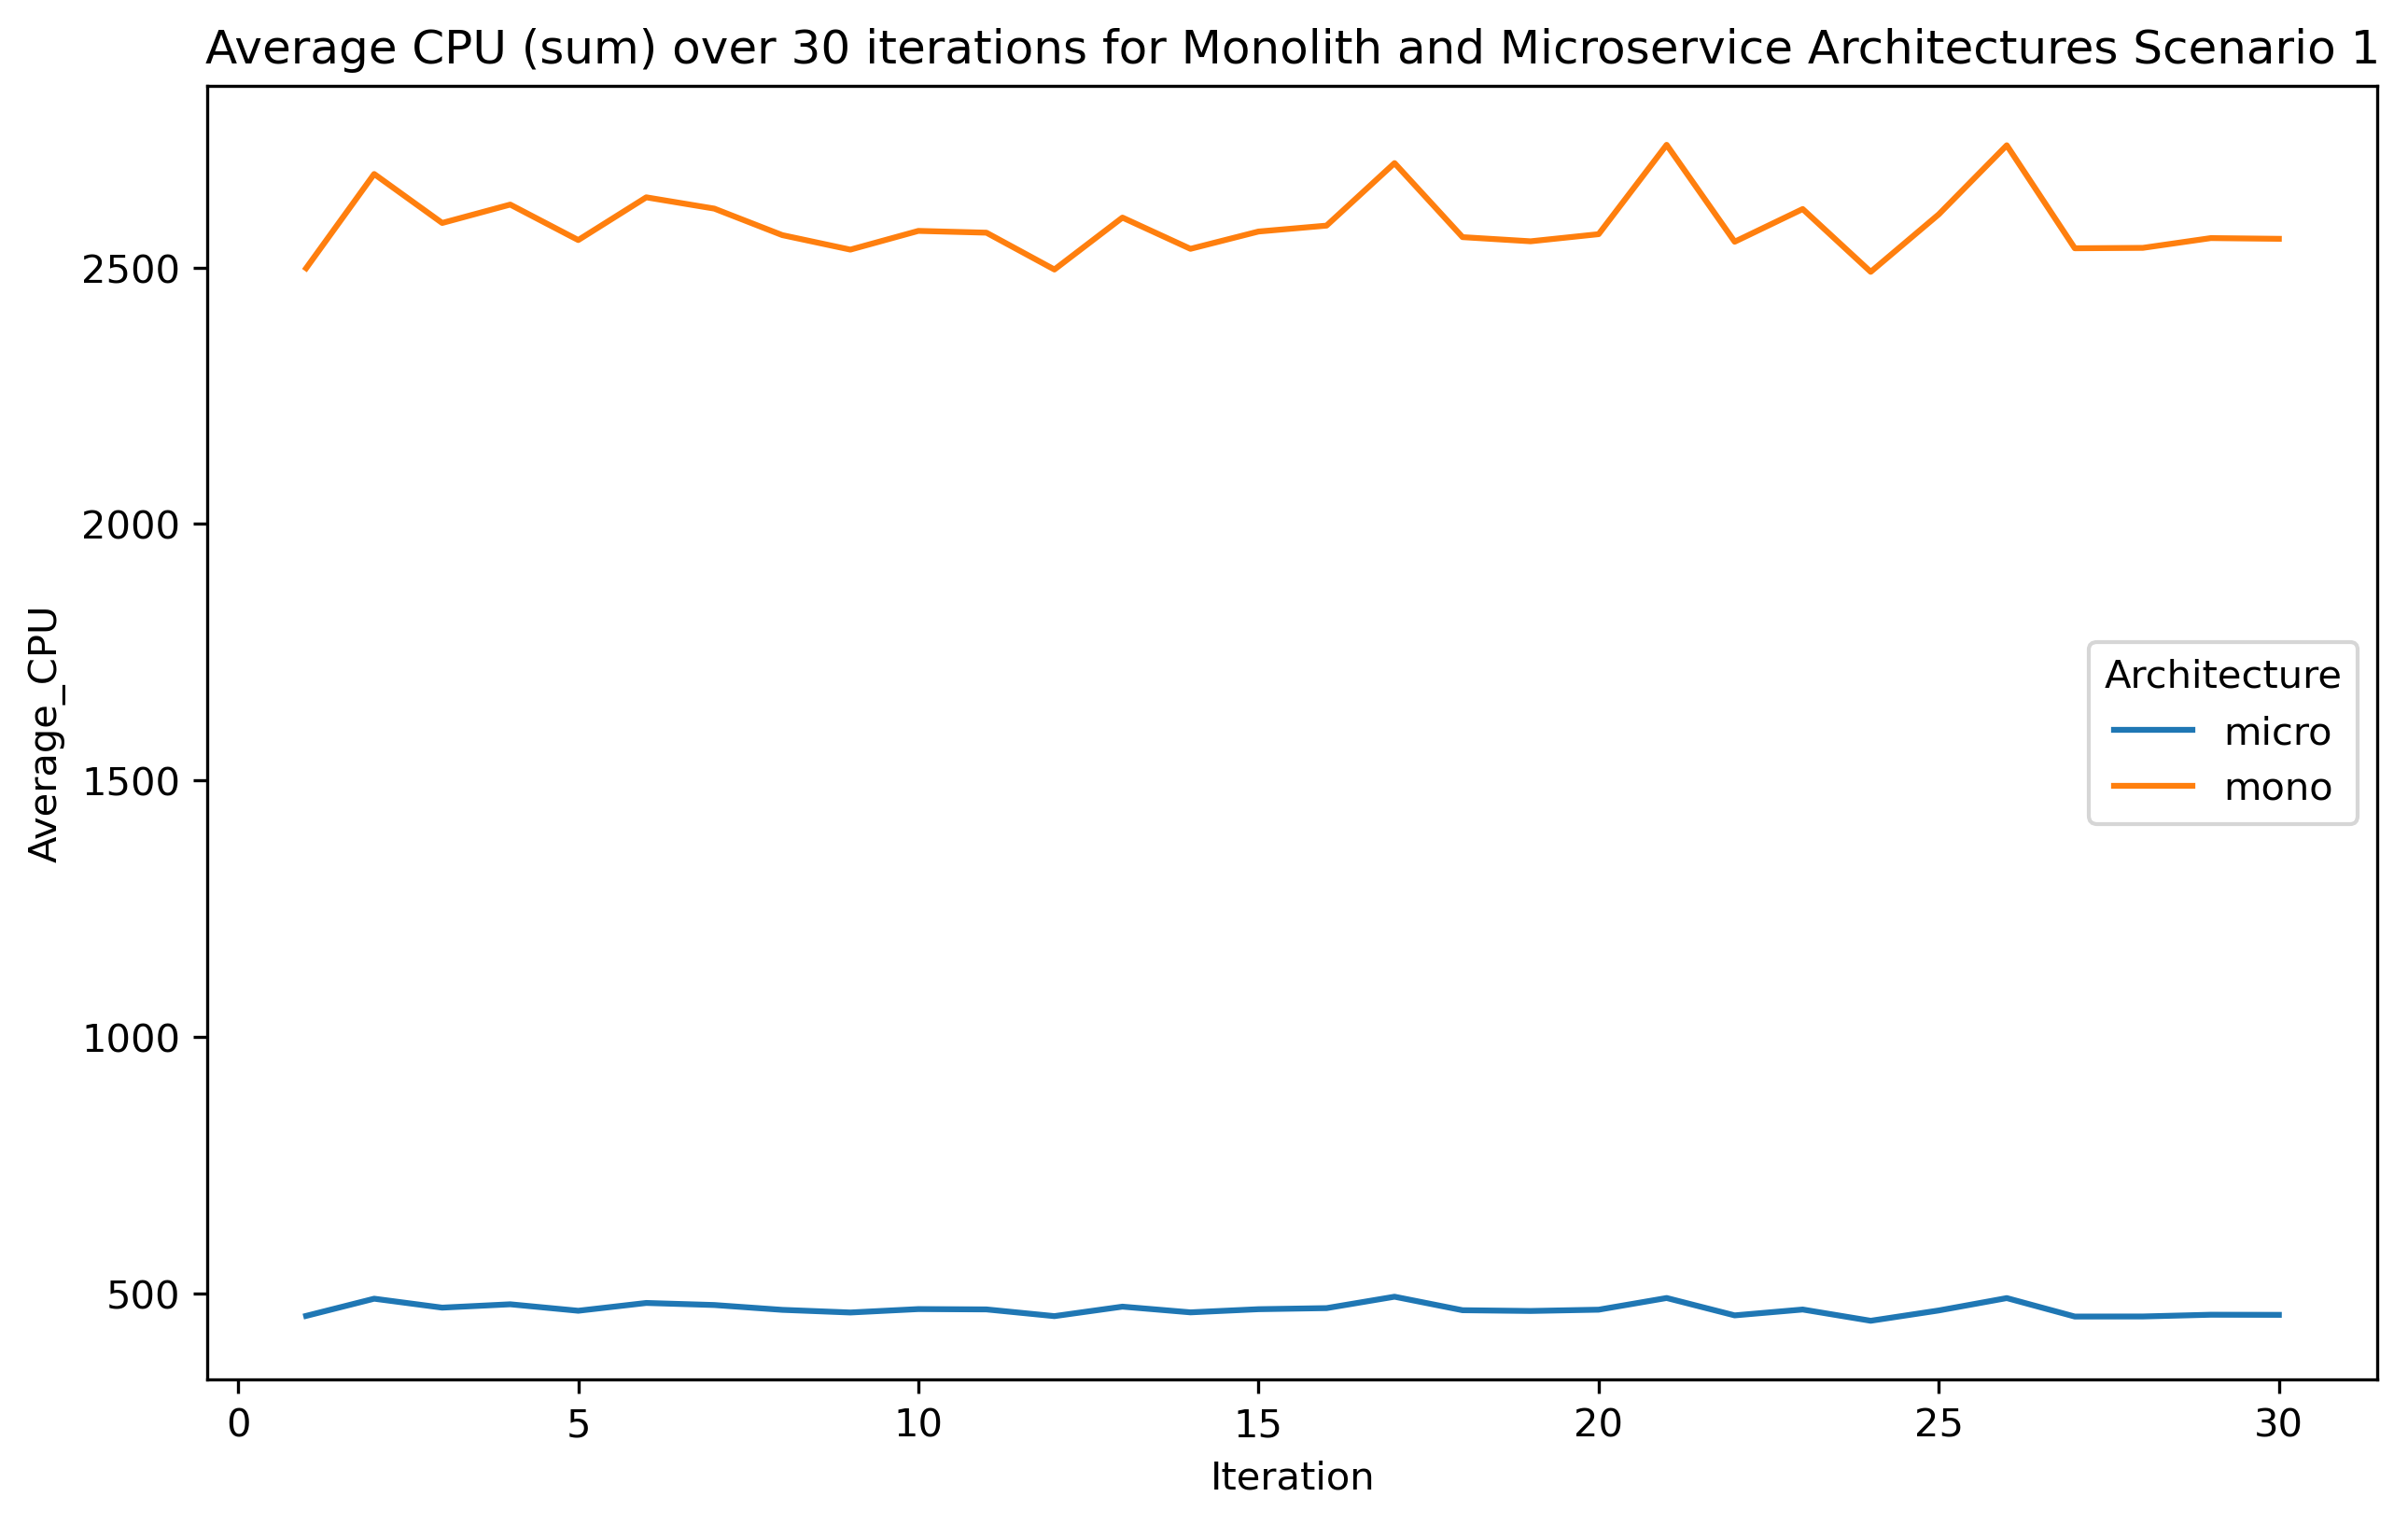 Average CPU (sum) over 30 iterations for Monolith and Microservice Architectures Scenario 1
Average_CPU
2500
2000
1500
1000
500
Architecture
micro
mono
0 5 10 15 20 25 30
Iteration